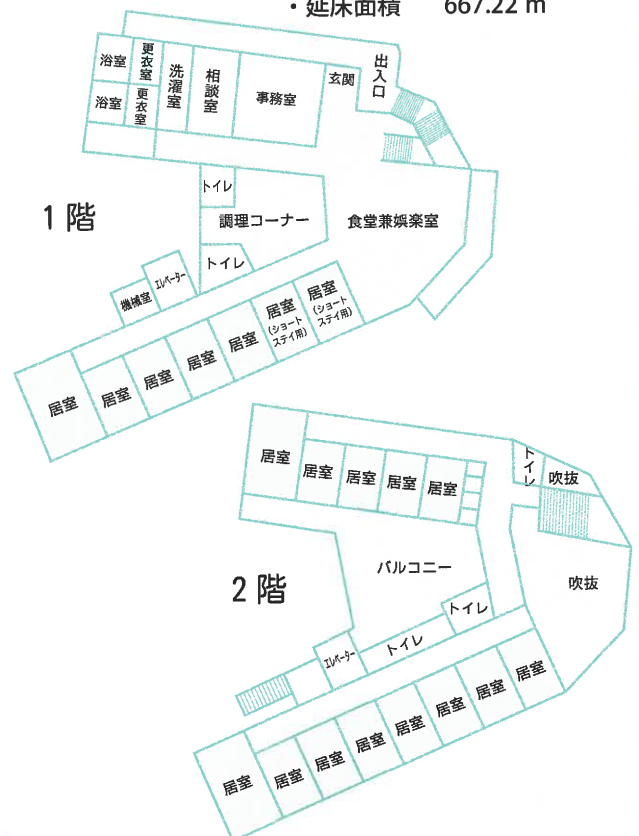 ・延床面積 667.22 m
出入口
玄関
浴室
更衣室
洗濯室
相談室
事務室
浴室
更衣室
トイレ
1階
調理コーナー
食堂兼娯楽室
トイレ
エレベーター
機械室
居室
(ショート
ステイ用)
居室
(ショート
ステイ用)
居室
居室
居室
居室
居室
トイレ
吹抜
居室
居室
居室
居室
居室
2階
バルコニー
吹抜
トイレ
トイレ
エレベーター
居室
居室
居室
居室
居室
居室
居室
居室